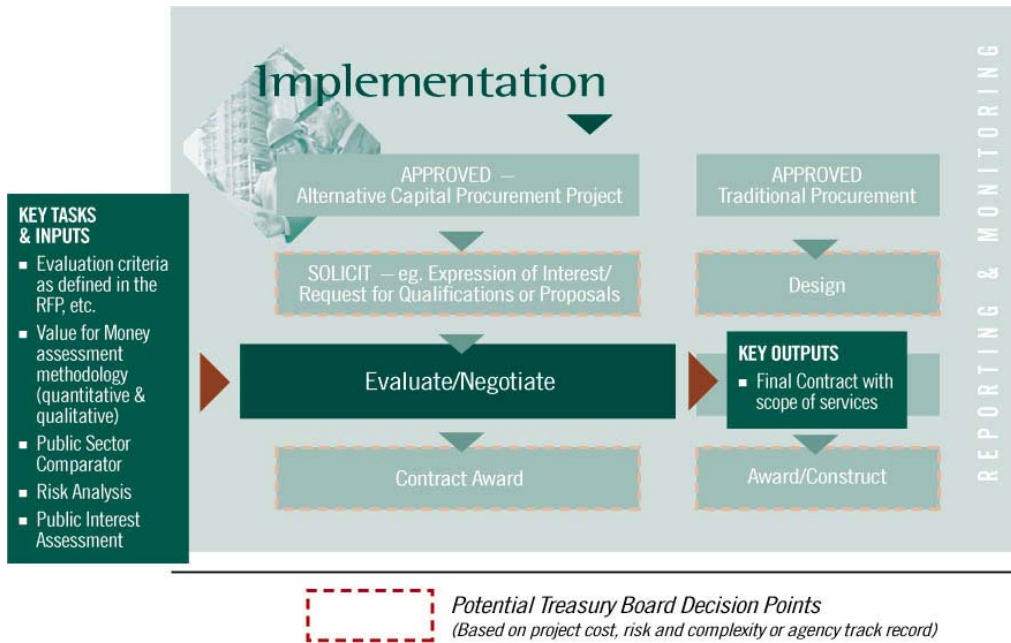 Implementation
APPROVED —
Alternative Capital Procurement Project
APPROVED
Traditional Procurement
KEY TASKS
& INPUTS
▪ Evaluation criteria
as defined in the
RFP, etc.
▪ Value for Money
assessment
methodology
(quantitative &
qualitative)
▪ Public Sector
Comparator
▪ Risk Analysis
▪ Public Interest
Assessment
SOLICIT — eg. Expression of Interest/
Request for Qualifications or Proposals
Design
Evaluate/Negotiate
KEY OUTPUTS
▪ Final Contract with
scope of services
Contract Award
Award/Construct
REPORTING & MONITORING
Potential Treasury Board Decision Points
(Based on project cost, risk and complexity or agency track record)